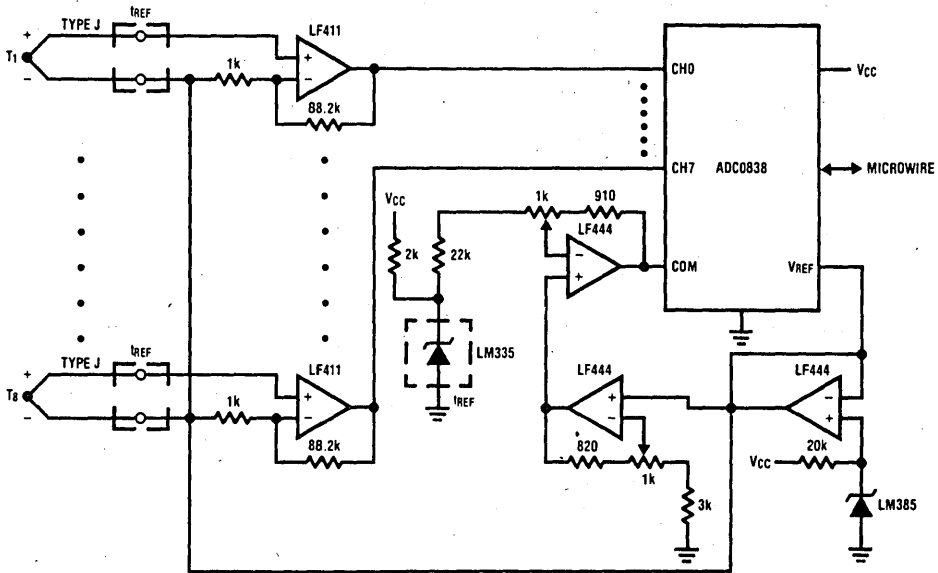 TYPE J
tREF
LF411
+
T1
-
1k
+
-
88.2k
CH0
VCC
ADC0838
MICROWIRE
CH7
VCC
2k
22k
1k
910
LF444
-
+
COM
VREF
LM335
tREF
TYPE J
tREF
LF411
+
T8
-
1k
+
-
88.2k
LF444
+
-
820
1k
3k
LF444
-
+
20k
VCC
LM385